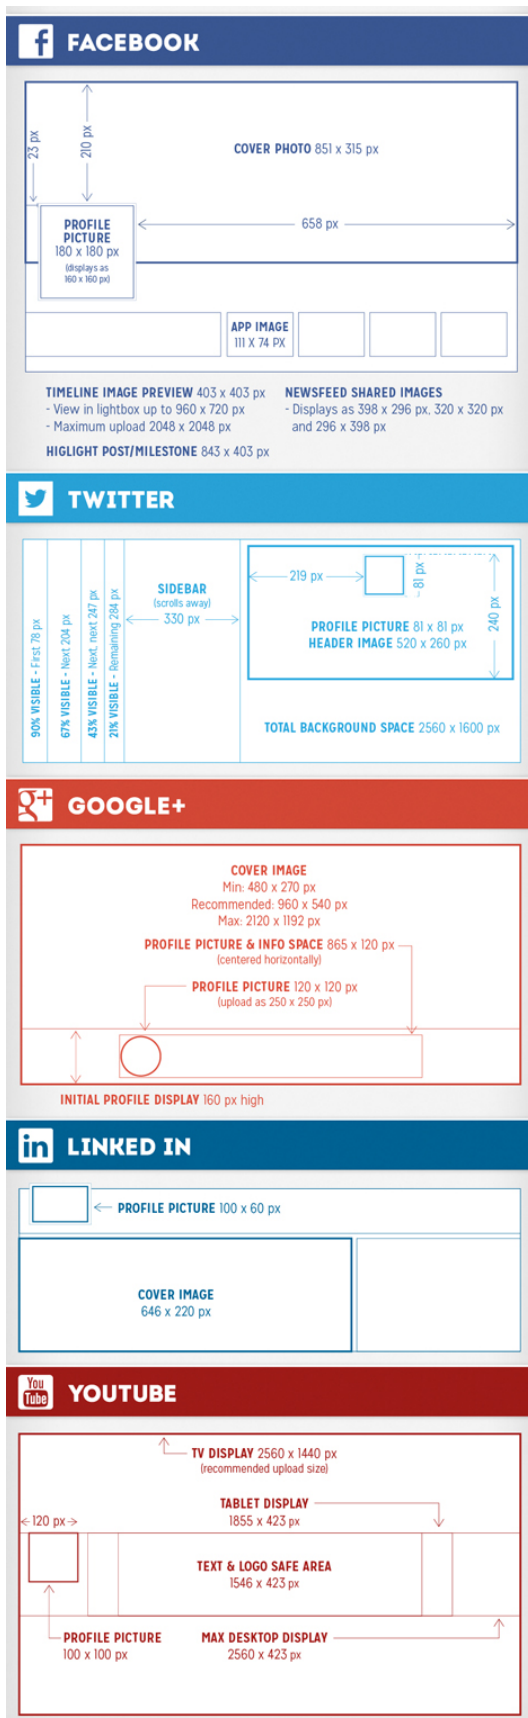 f FACEBOOK
23 px
210 px
COVER PHOTO 851 x 315 px
PROFILE
PICTURE
180 x 180 px
(displays as
160 x 160 px)
658 px
APP IMAGE
111 X 74 PX
TIMELINE IMAGE PREVIEW 403 x 403 px
- View in lightbox up to 960 x 720 px
- Maximum upload 2048 x 2048 px
HIGLIGHT POST/MILESTONE 843 x 403 px
NEWSFEED SHARED IMAGES
- Displays as 398 x 296 px, 320 x 320 px
and 296 x 398 px
TWITTER
90% VISIBLE - First 78 px
67% VISIBLE - Next 204 px
43% VISIBLE - Next, next 247 px
21% VISIBLE - Remaining 284 px
SIDEBAR
(scrolls away)
330 px
219 px
81 px
240 px
PROFILE PICTURE 81 x 81 px
HEADER IMAGE 520 x 260 px
TOTAL BACKGROUND SPACE 2560 x 1600 px
g+ GOOGLE+
COVER IMAGE
Min: 480 x 270 px
Recommended: 960 x 540 px
Max: 2120 x 1192 px
PROFILE PICTURE & INFO SPACE 865 x 120 px
(centered horizontally)
PROFILE PICTURE 120 x 120 px
(upload as 250 x 250 px)
INITIAL PROFILE DISPLAY 160 px high
in LINKED IN
PROFILE PICTURE 100 x 60 px
COVER IMAGE
646 x 220 px
You
Tube
YOUTUBE
TV DISPLAY 2560 x 1440 px
(recommended upload size)
TABLET DISPLAY
1855 x 423 px
120 px
TEXT & LOGO SAFE AREA
1546 x 423 px
PROFILE PICTURE
100 x 100 px
MAX DESKTOP DISPLAY
2560 x 423 px